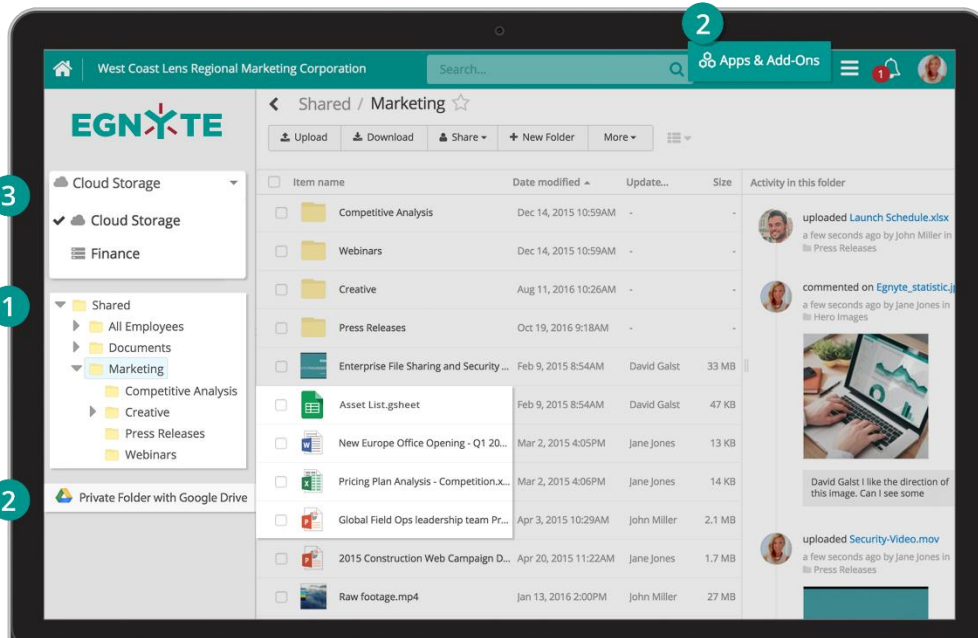 2
West Coast Lens Regional Marketing Corporation
Search...
Apps & Add-Ons
1
EGNYTE
Shared / Marketing
Upload
Download
Share
New Folder
More
3
Cloud Storage
Cloud Storage
Finance
1
Shared
All Employees
Documents
Marketing
Competitive Analysis
Creative
Press Releases
Webinars
2
Private Folder with Google Drive
Item name Date modified Update... Size
Competitive Analysis Dec 14, 2015 10:59AM - -
Webinars Dec 14, 2015 10:59AM - -
Creative Aug 11, 2016 10:26AM - -
Press Releases Oct 19, 2016 9:18AM - -
Enterprise File Sharing and Security ... Feb 9, 2015 8:54AM David Galst 33 MB
Asset List.gsheet Feb 9, 2015 8:54AM David Galst 47 KB
New Europe Office Opening - Q1 20... Mar 2, 2015 4:05PM Jane Jones 13 KB
Pricing Plan Analysis - Competition.x... Mar 2, 2015 4:06PM Jane Jones 14 KB
Global Field Ops leadership team Pr... Apr 3, 2015 10:29AM John Miller 2.1 MB
2015 Construction Web Campaign D... Apr 20, 2015 11:22AM Jane Jones 1.7 MB
Raw footage.mp4 Jan 13, 2016 2:00PM John Miller 27 MB
Activity in this folder
uploaded Launch Schedule.xlsx
a few seconds ago by John Miller in
Press Releases
commented on Egnyte_statistic.j
a few seconds ago by Jane Jones in
Hero Images
David Galst I like the direction of
this image. Can I see some
uploaded Security-Video.mov
a few seconds ago by Jane Jones in
Press Releases